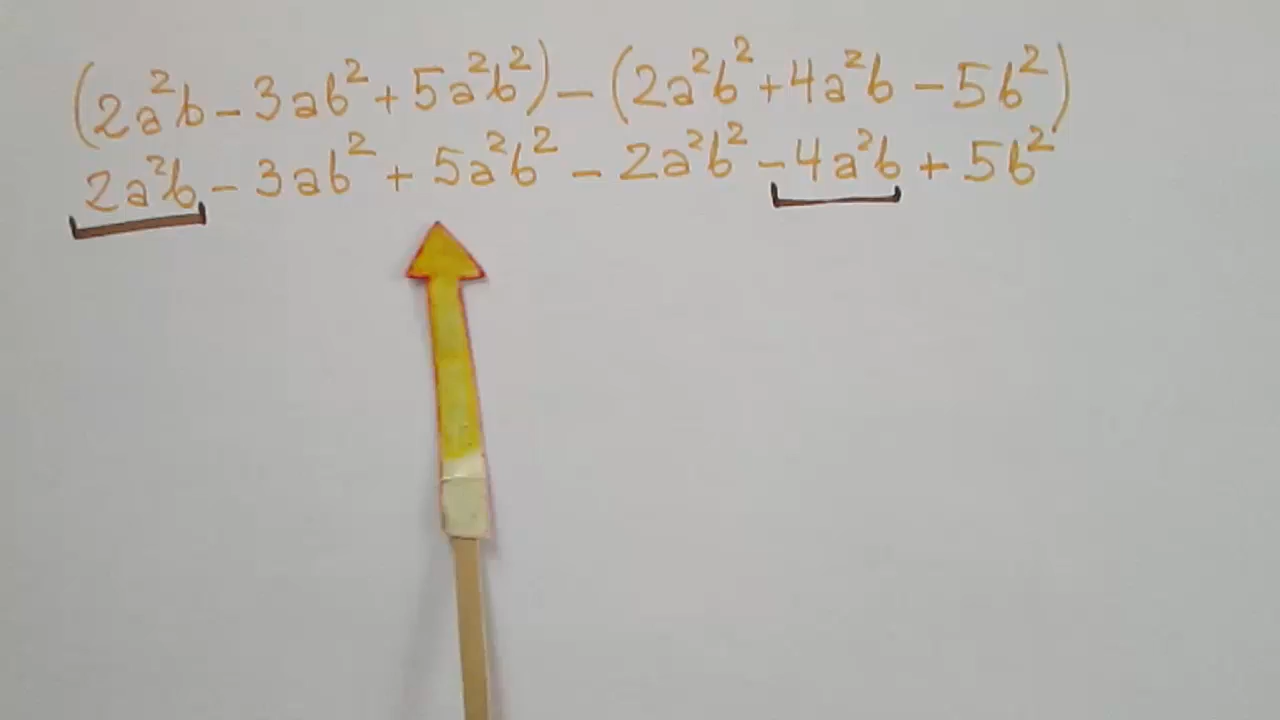 (2a²b - 3ab² + 5a²b²) - (2a²b² + 4a²b - 5b²)
2a²b - 3ab² + 5a²b² - 2a²b² - 4a²b + 5b²